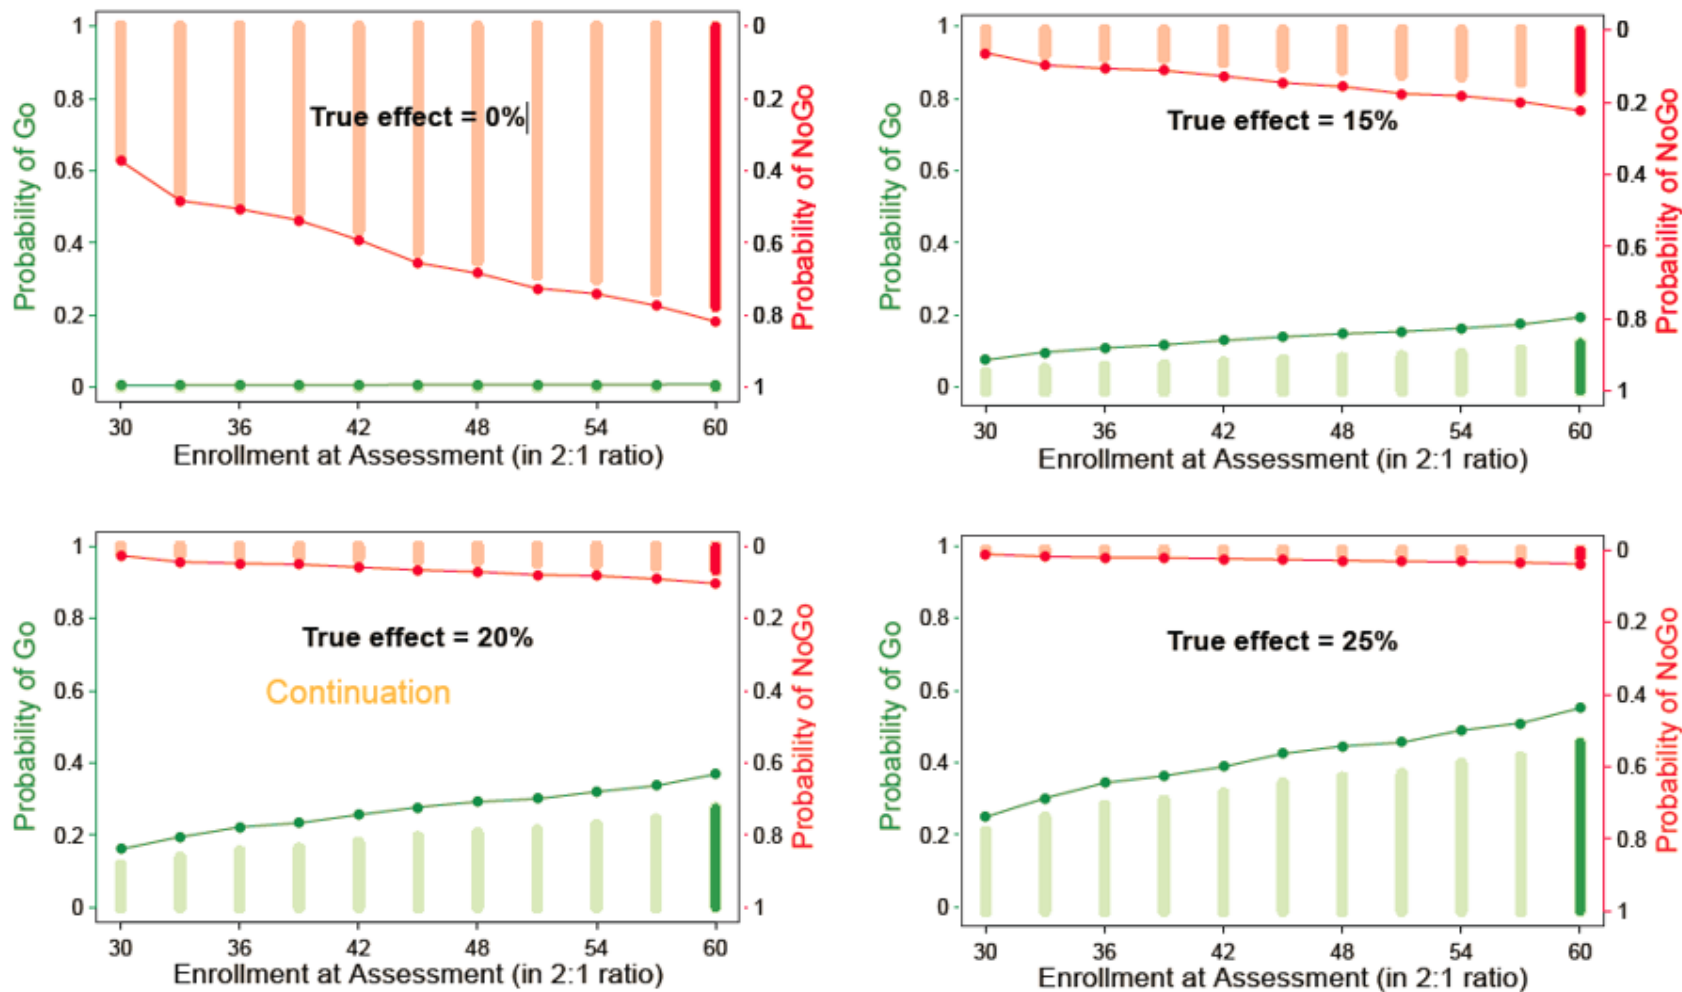 Probability of Go
1
0.8
0.6
0.4
0.2
0
True effect = 0%
0
0.2
0.4
0.6
0.8
1
Probability of NoGo
30 36 42 48 54 60
Enrollment at Assessment (in 2:1 ratio)
Probability of Go
1
0.8
0.6
0.4
0.2
0
True effect = 15%
0
0.2
0.4
0.6
0.8
1
Probability of NoGo
30 36 42 48 54 60
Enrollment at Assessment (in 2:1 ratio)
Probability of Go
1
0.8
0.6
0.4
0.2
0
True effect = 20%
Continuation
0
0.2
0.4
0.6
0.8
1
Probability of NoGo
30 36 42 48 54 60
Enrollment at Assessment (in 2:1 ratio)
Probability of Go
1
0.8
0.6
0.4
0.2
0
True effect = 25%
0
0.2
0.4
0.6
0.8
1
Probability of NoGo
30 36 42 48 54 60
Enrollment at Assessment (in 2:1 ratio)